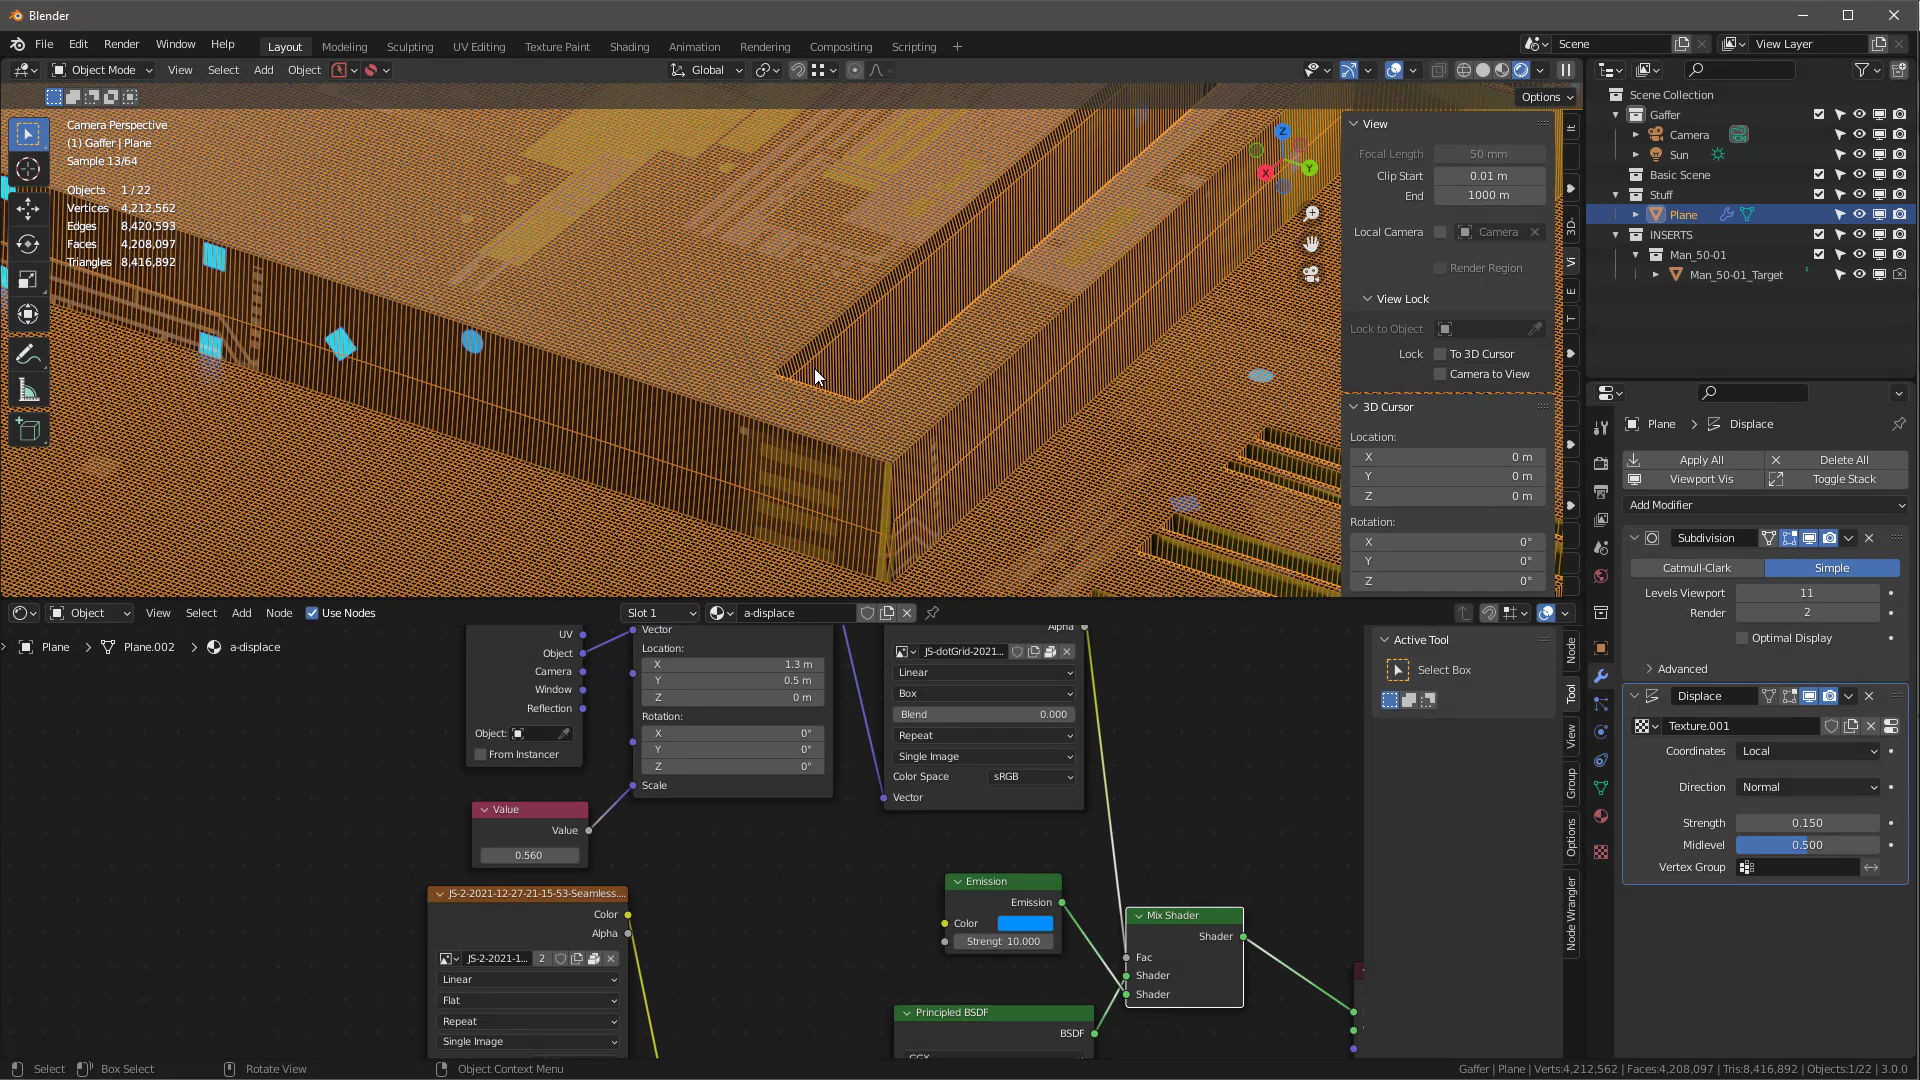 Blender
File Edit Render Window Help Layout Modeling Sculpting UV Editing Texture Paint Shading Animation Rendering Compositing Scripting + Scene View Layer
Object Mode View Select Add Object Global
Options
Camera Perspective
(1) Gaffer | Plane
Sample 13/64
Objects 1 / 22
Vertices 4,212,562
Edges 8,420,593
Faces 4,208,097
Triangles 8,416,892
Z
X
Y
View
Focal Length 50 mm
Clip Start 0.01 m
End 1000 m
Local Camera Camera
Render Region
View Lock
Lock to Object
Lock To 3D Cursor
Camera to View
3D Cursor
Location:
X 0 m
Y 0 m
Z 0 m
Rotation:
X 0°
Y 0°
Z 0°
It
3D-
Vi
E
T
Scene Collection
Gaffer
Camera
Sun
Basic Scene
Stuff
Plane
INSERTS
Man_50-01
Man_50-01_Target
Plane > Displace
Apply All Delete All
Viewport Vis Toggle Stack
Add Modifier
Subdivision
Catmull-Clark Simple
Levels Viewport 11
Render 2
Optimal Display
Advanced
Displace
Texture.001
Coordinates Local
Direction Normal
Strength 0.150
Midlevel 0.500
Vertex Group
Object View Select Add Node Use Nodes Slot 1 a-displace
Plane > Plane.002 > a-displace
UV
Object
Camera
Window
Reflection
Object:
From Instancer
Vector
Location:
X 1.3 m
Y 0.5 m
Z 0 m
Rotation:
X 0°
Y 0°
Z 0°
Scale
Value
Value
0.560
Alpha
JS-dotGrid-2021...
Linear
Box
Blend 0.000
Repeat
Single Image
Color Space sRGB
Vector
JS-2-2021-12-27-21-15-53-Seamless....
Color
Alpha
JS-2-2021-1... 2
Linear
Flat
Repeat
Single Image
Emission
Emission
Color
Strengt 10.000
Mix Shader
Shader
Fac
Shader
Shader
Principled BSDF
BSDF
GGX
Active Tool
Select Box
Node
Tool
View
Group
Options
Node Wrangler
Select Box Select Rotate View Object Context Menu
Gaffer | Plane | Verts:4,212,562 | Faces:4,208,097 | Tris:8,416,892 | Objects:1/22 | 3.0.0